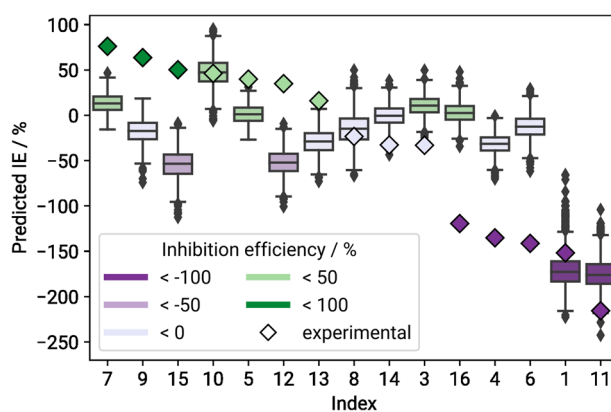 100
50
0
−50
−100
−150
−200
−250
Predicted IE / %
Inhibition efficiency / %
< -100
< 50
< -50
< 100
< 0
experimental
7 9 15 10 5 12 13 8 14 3 16 4 6 1 11
Index